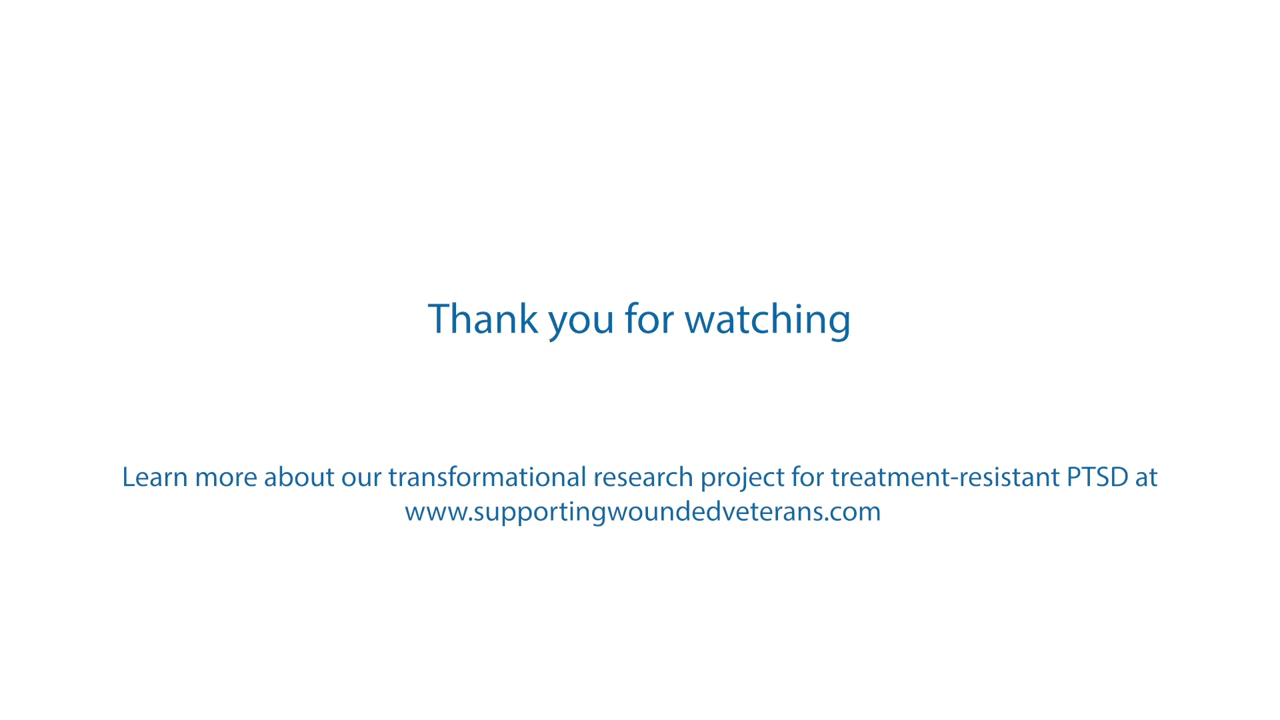 Thank you for watching
Learn more about our transformational research project for treatment-resistant PTSD at
www.supportingwoundedveterans.com